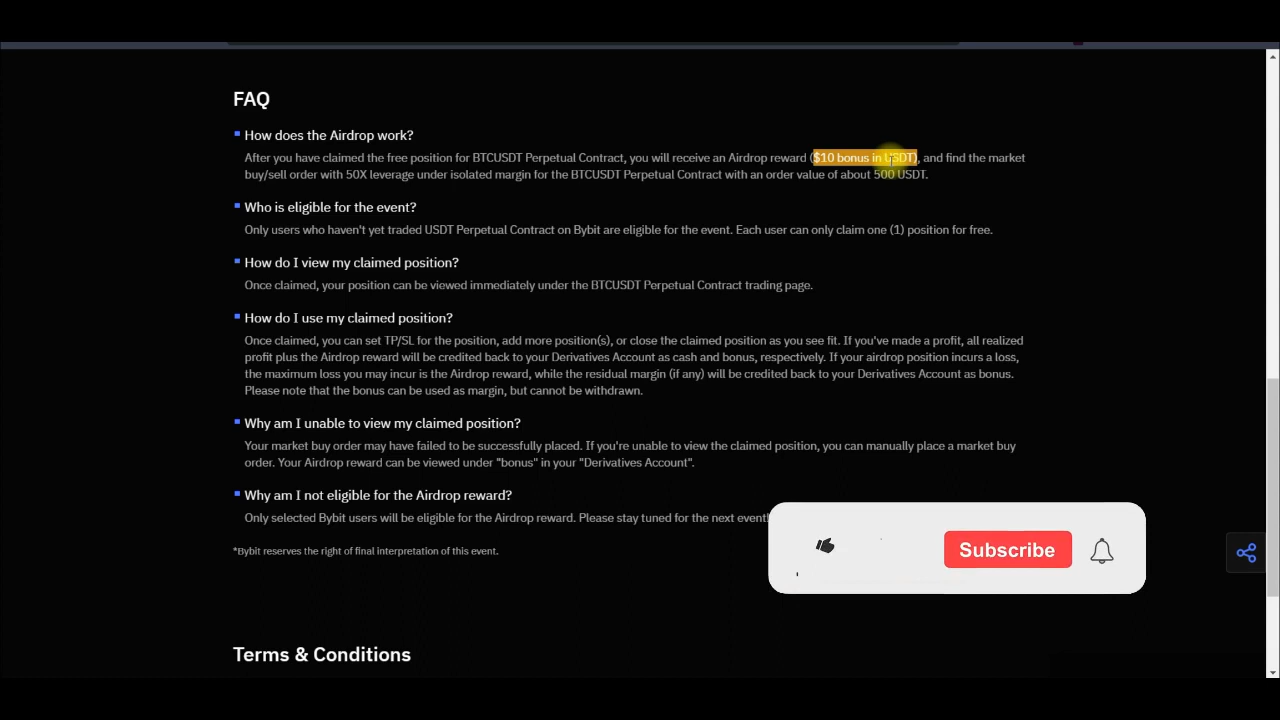 FAQ
How does the Airdrop work?
After you have claimed the free position for BTCUSDT Perpetual Contract, you will receive an Airdrop reward ($10 bonus in USDT), and find the market
buy/sell order with 50X leverage under isolated margin for the BTCUSDT Perpetual Contract with an order value of about 500 USDT.
Who is eligible for the event?
Only users who haven't yet traded USDT Perpetual Contract on Bybit are eligible for the event. Each user can only claim one (1) position for free.
How do I view my claimed position?
Once claimed, your position can be viewed immediately under the BTCUSDT Perpetual Contract trading page.
How do I use my claimed position?
Once claimed, you can set TP/SL for the position, add more position(s), or close the claimed position as you see fit. If you've made a profit, all realized
profit plus the Airdrop reward will be credited back to your Derivatives Account as cash and bonus, respectively. If your airdrop position incurs a loss,
the maximum loss you may incur is the Airdrop reward, while the residual margin (if any) will be credited back to your Derivatives Account as bonus.
Please note that the bonus can be used as margin, but cannot be withdrawn.
Why am I unable to view my claimed position?
Your market buy order may have failed to be successfully placed. If you're unable to view the claimed position, you can manually place a market buy
order. Your Airdrop reward can be viewed under "bonus" in your "Derivatives Account".
Why am I not eligible for the Airdrop reward?
Only selected Bybit users will be eligible for the Airdrop reward. Please stay tuned for the next event!
*Bybit reserves the right of final interpretation of this event.
Subscribe
Terms & Conditions